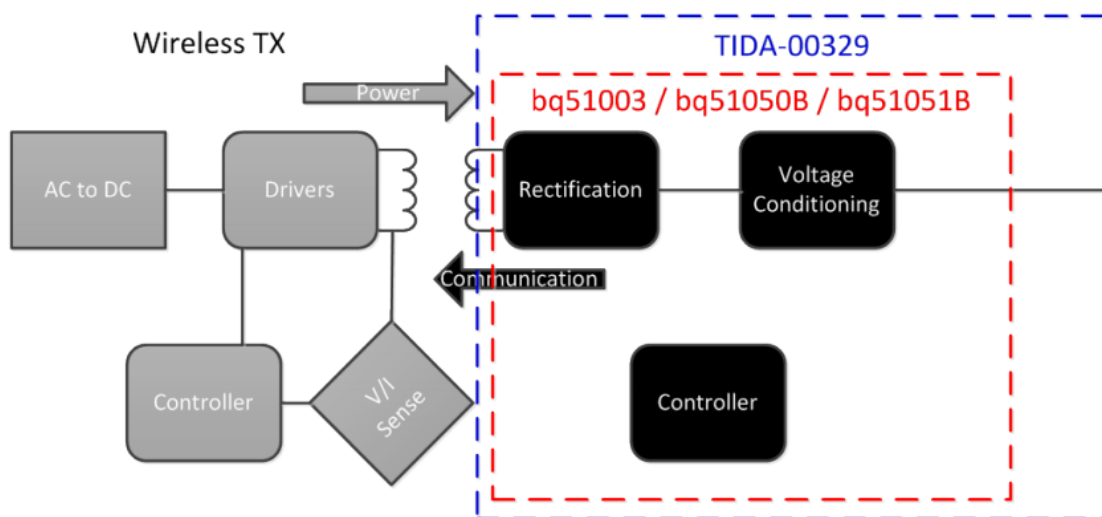 Wireless TX
TIDA-00329
Power
bq51003 / bq51050B / bq51051B
AC to DC
Drivers
Rectification
Voltage
Conditioning
Communication
Controller
V/I
Sense
Controller